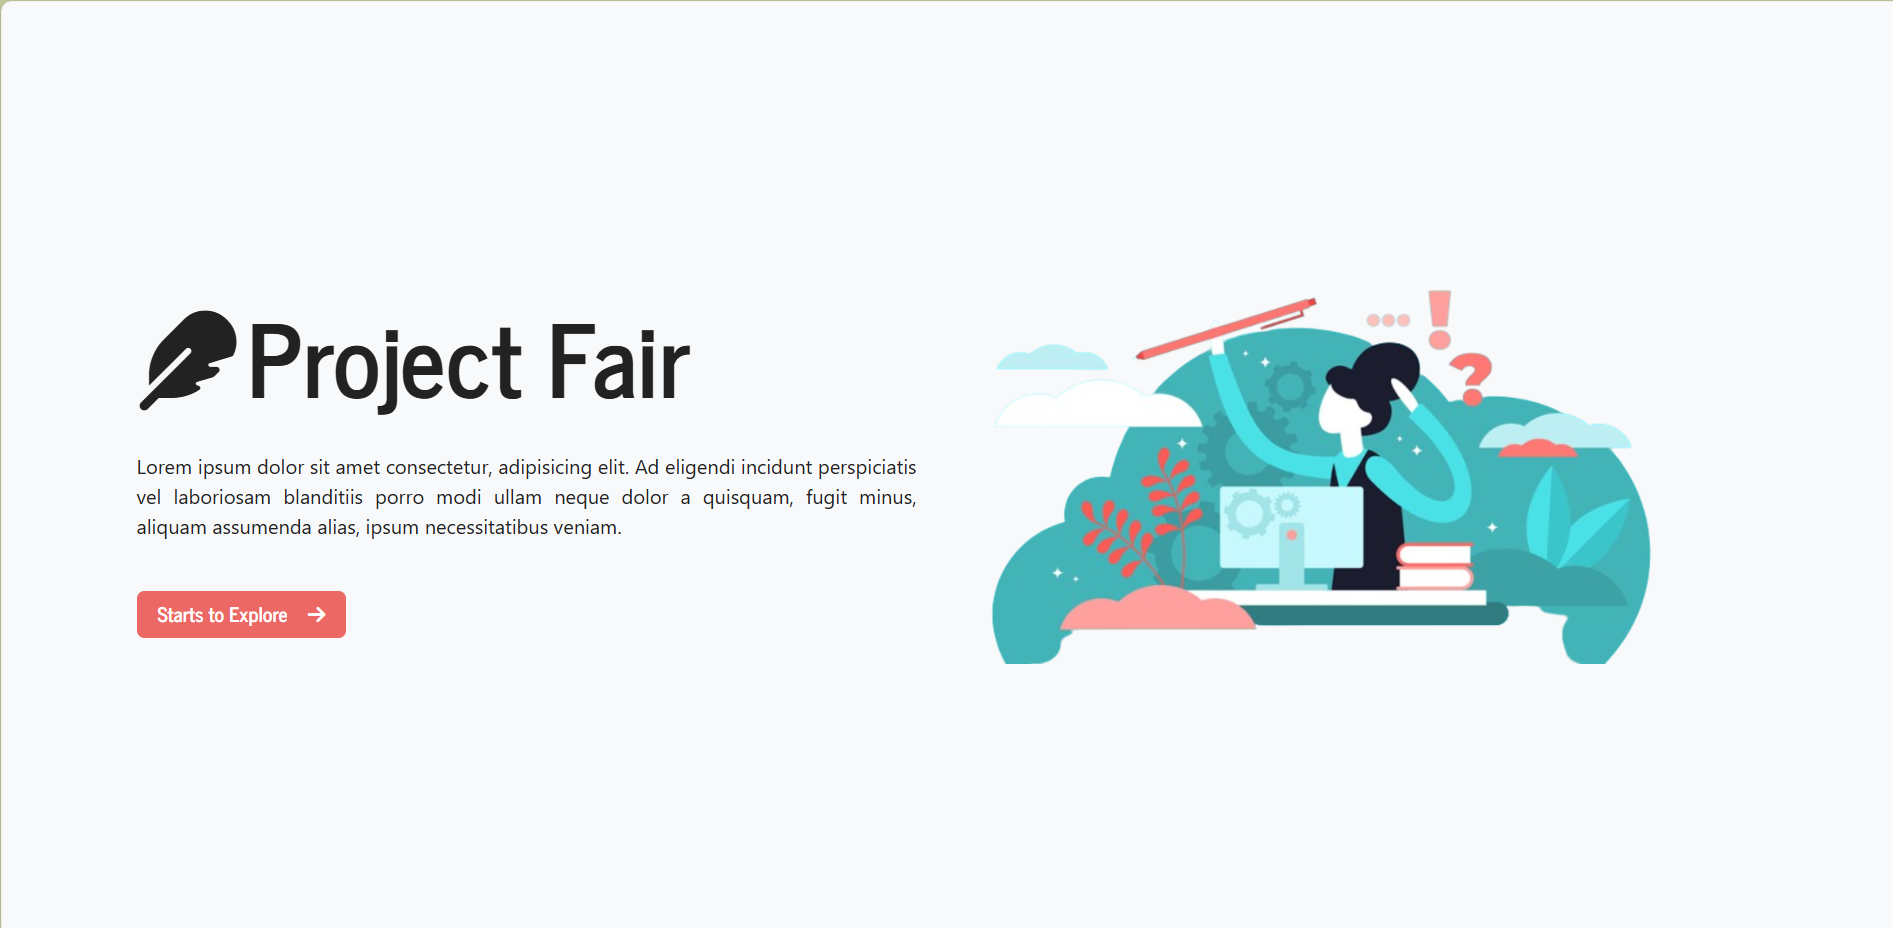 Project Fair
Lorem ipsum dolor sit amet consectetur, adipisicing elit. Ad eligendi incidunt perspiciatis
vel laboriosam blanditiis porro modi ullam neque dolor a quisquam, fugit minus,
aliquam assumenda alias, ipsum necessitatibus veniam.
Starts to Explore
... !
?